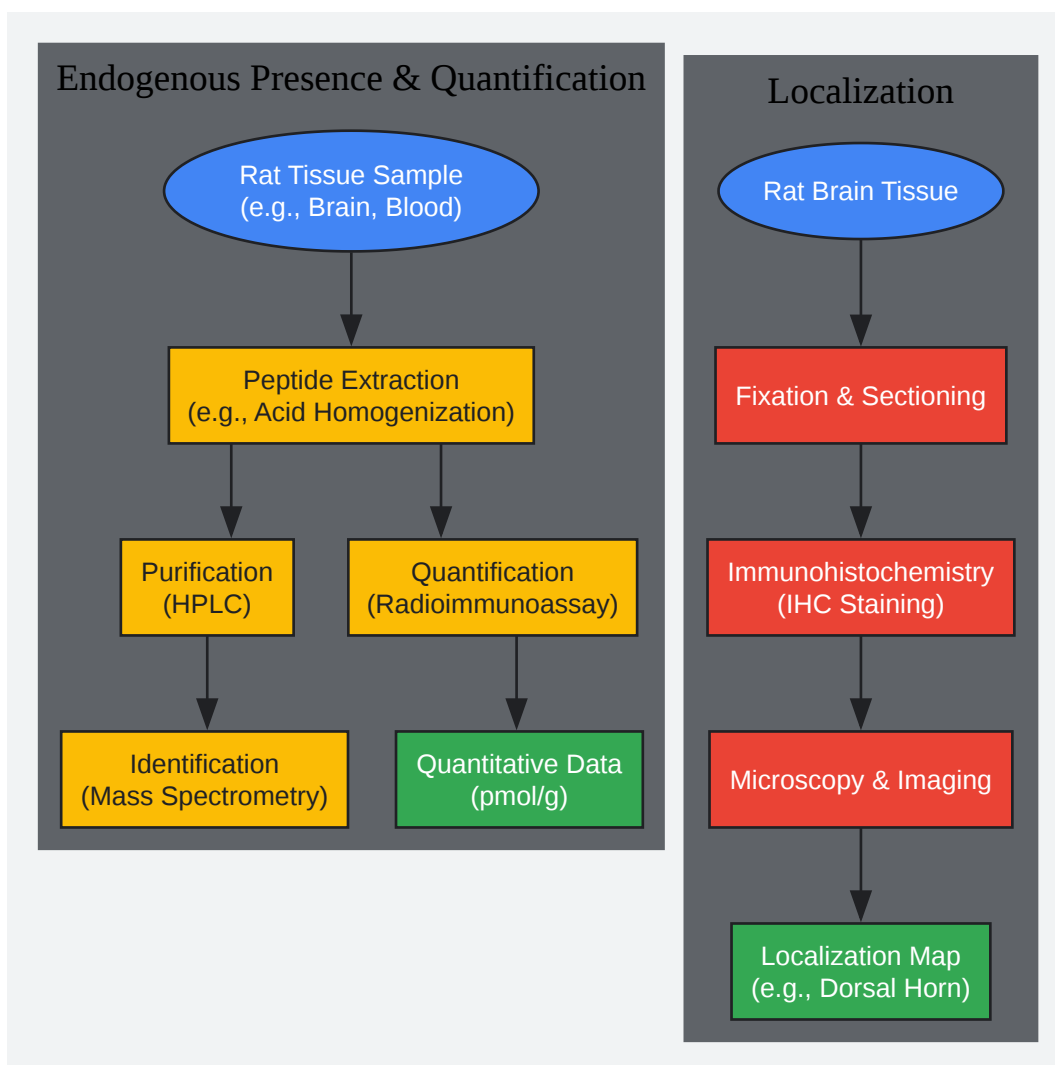 Endogenous Presence & Quantification
Rat Tissue Sample
(e.g., Brain, Blood)
Peptide Extraction
(e.g., Acid Homogenization)
Purification
(HPLC)
Quantification
(Radioimmunoassay)
Identification
(Mass Spectrometry)
Quantitative Data
(pmol/g)
Localization
Rat Brain Tissue
Fixation & Sectioning
Immunohistochemistry
(IHC Staining)
Microscopy & Imaging
Localization Map
(e.g., Dorsal Horn)